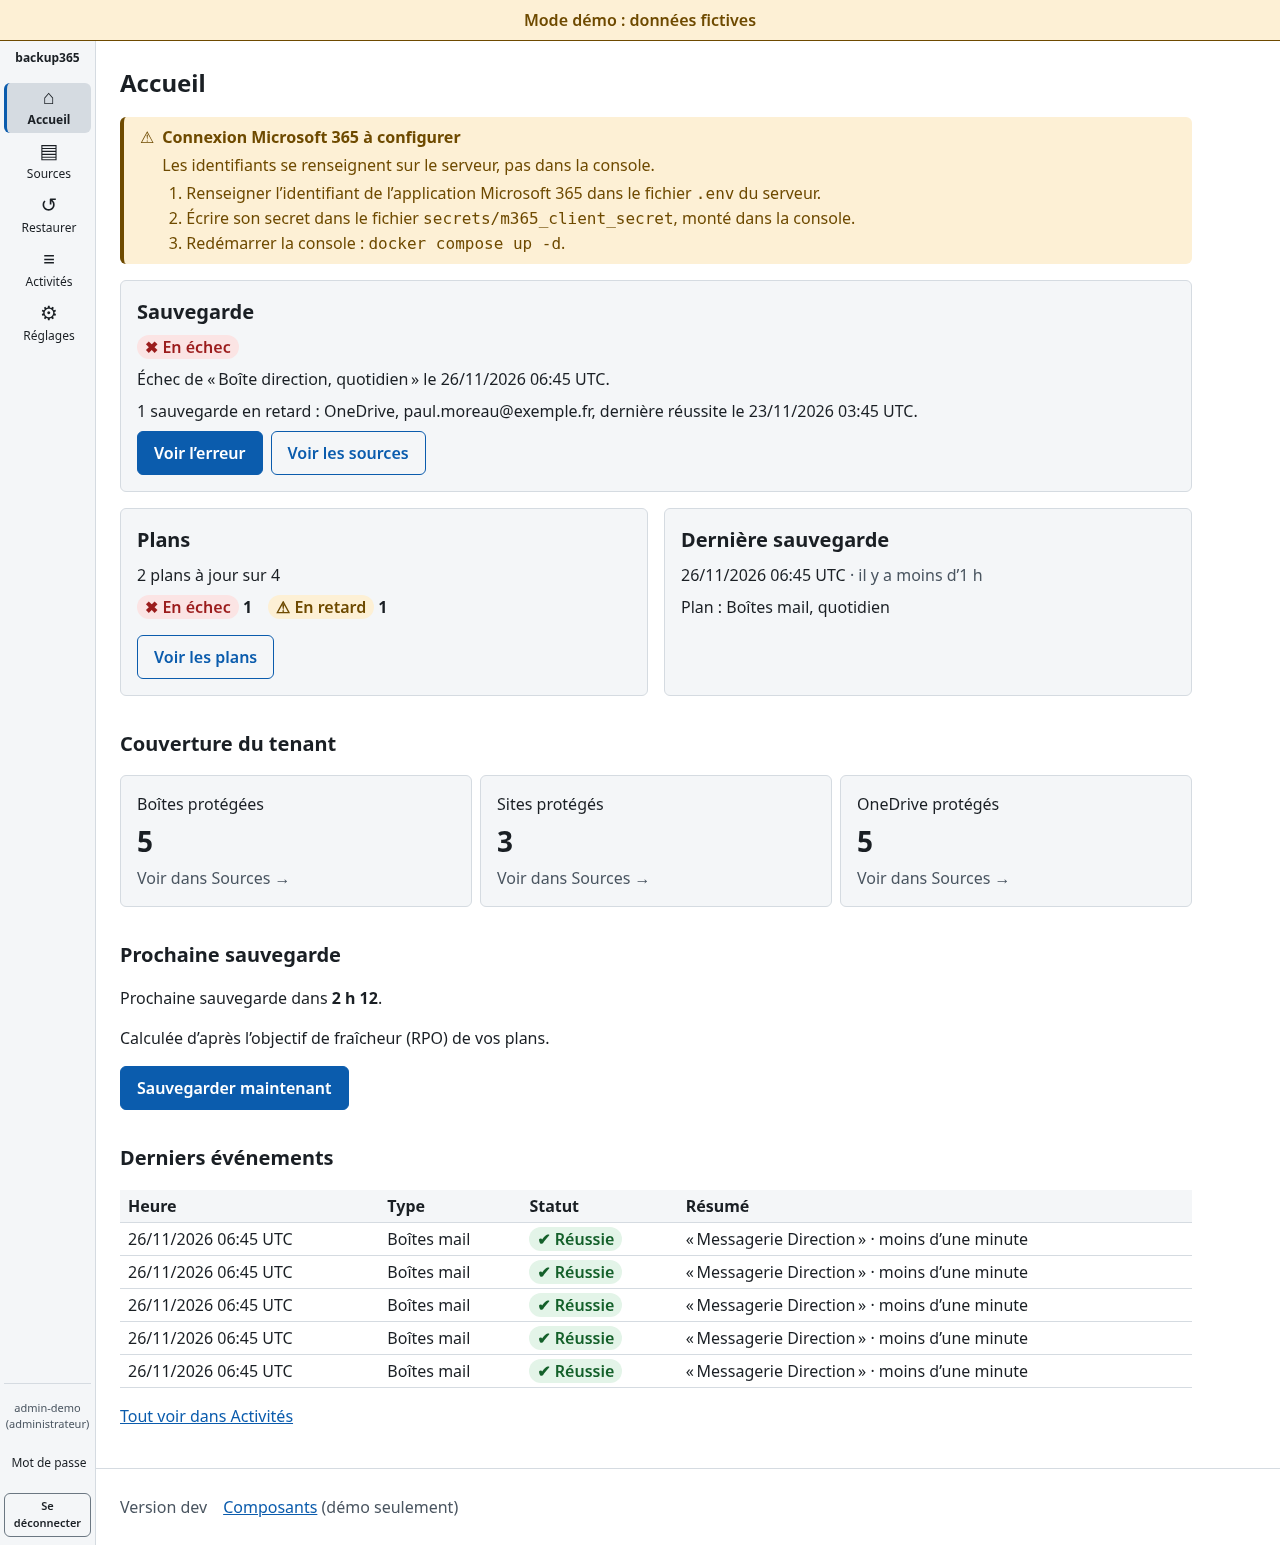 Mode démo : données fictives
backup365
Accueil
Sources
Restaurer
Activités
Réglages
admin-demo
(administrateur)
Mot de passe
Se
déconnecter
Accueil
⚠ Connexion Microsoft 365 à configurer
Les identifiants se renseignent sur le serveur, pas dans la console.
1. Renseigner l’identifiant de l’application Microsoft 365 dans le fichier .env du serveur.
2. Écrire son secret dans le fichier secrets/m365_client_secret, monté dans la console.
3. Redémarrer la console : docker compose up -d.
Sauvegarde
✖ En échec
Échec de « Boîte direction, quotidien » le 26/11/2026 06:45 UTC.
1 sauvegarde en retard : OneDrive, paul.moreau@exemple.fr, dernière réussite le 23/11/2026 03:45 UTC.
Voir l’erreur Voir les sources
Plans
2 plans à jour sur 4
✖ En échec 1 ⚠ En retard 1
Voir les plans
Dernière sauvegarde
26/11/2026 06:45 UTC · il y a moins d’1 h
Plan : Boîtes mail, quotidien
Couverture du tenant
Boîtes protégées
5
Voir dans Sources →
Sites protégés
3
Voir dans Sources →
OneDrive protégés
5
Voir dans Sources →
Prochaine sauvegarde
Prochaine sauvegarde dans 2 h 12.
Calculée d’après l’objectif de fraîcheur (RPO) de vos plans.
Sauvegarder maintenant
Derniers événements
Heure Type Statut Résumé
26/11/2026 06:45 UTC Boîtes mail ✔ Réussie « Messagerie Direction » · moins d’une minute
26/11/2026 06:45 UTC Boîtes mail ✔ Réussie « Messagerie Direction » · moins d’une minute
26/11/2026 06:45 UTC Boîtes mail ✔ Réussie « Messagerie Direction » · moins d’une minute
26/11/2026 06:45 UTC Boîtes mail ✔ Réussie « Messagerie Direction » · moins d’une minute
26/11/2026 06:45 UTC Boîtes mail ✔ Réussie « Messagerie Direction » · moins d’une minute
Tout voir dans Activités
Version dev Composants (démo seulement)